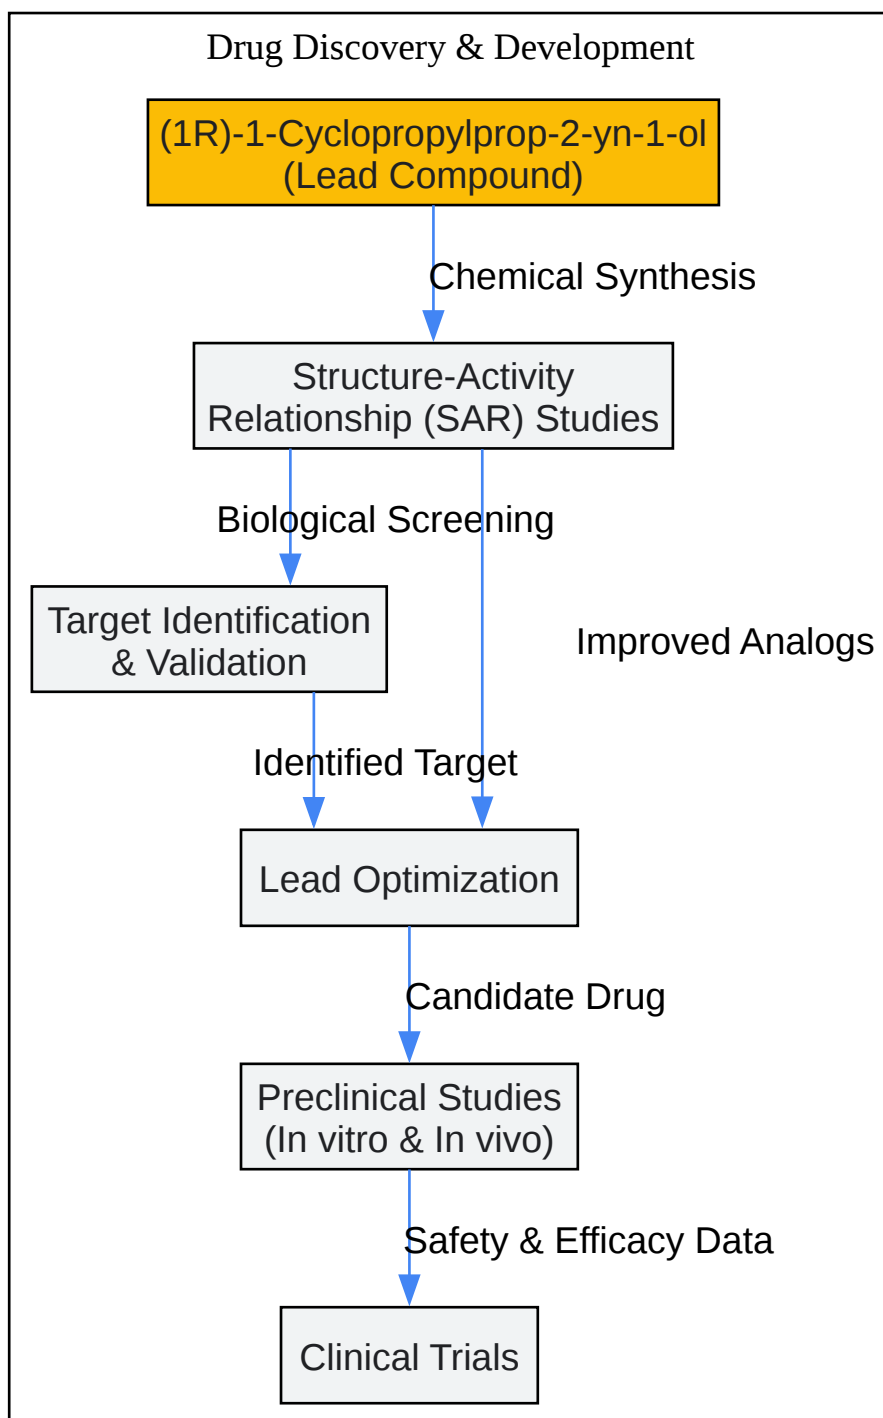 Drug Discovery & Development
(1R)-1-Cyclopropylprop-2-yn-1-ol
(Lead Compound)
Chemical Synthesis
Structure-Activity
Relationship (SAR) Studies
Biological Screening
Target Identification
& Validation
Improved Analogs
Identified Target
Lead Optimization
Candidate Drug
Preclinical Studies
(In vitro & In vivo)
Safety & Efficacy Data
Clinical Trials